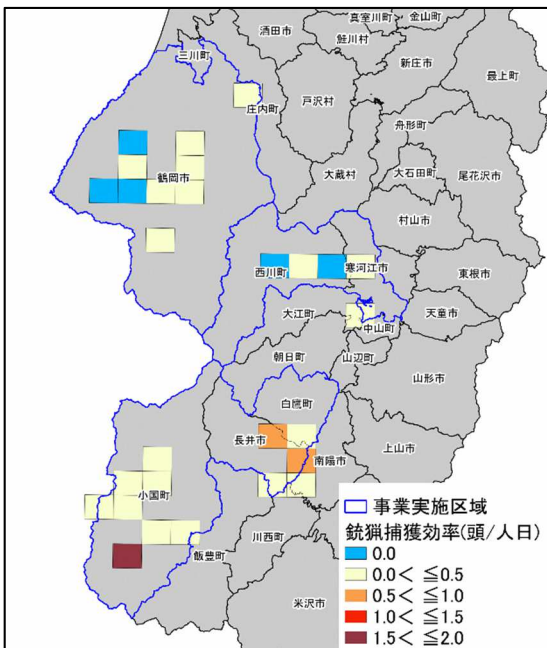 真室川町
金山町
酒田市
鮭川村
三川町
新庄市
最上町
戸沢村
庄内町
舟形町
大蔵村
大石田町
尾花沢市
鶴岡市
村山市
西川町
寒河江市
東根市
大江町
天童市
中山町
朝日町
山辺町
山形市
白鷹町
長井市
南陽市
上山市
小国町
川西町
飯豊町
米沢市
事業実施区域
銃猟捕獲効率(頭/人日)
0.0
0.0< ≦0.5
0.5< ≦1.0
1.0< ≦1.5
1.5< ≦2.0